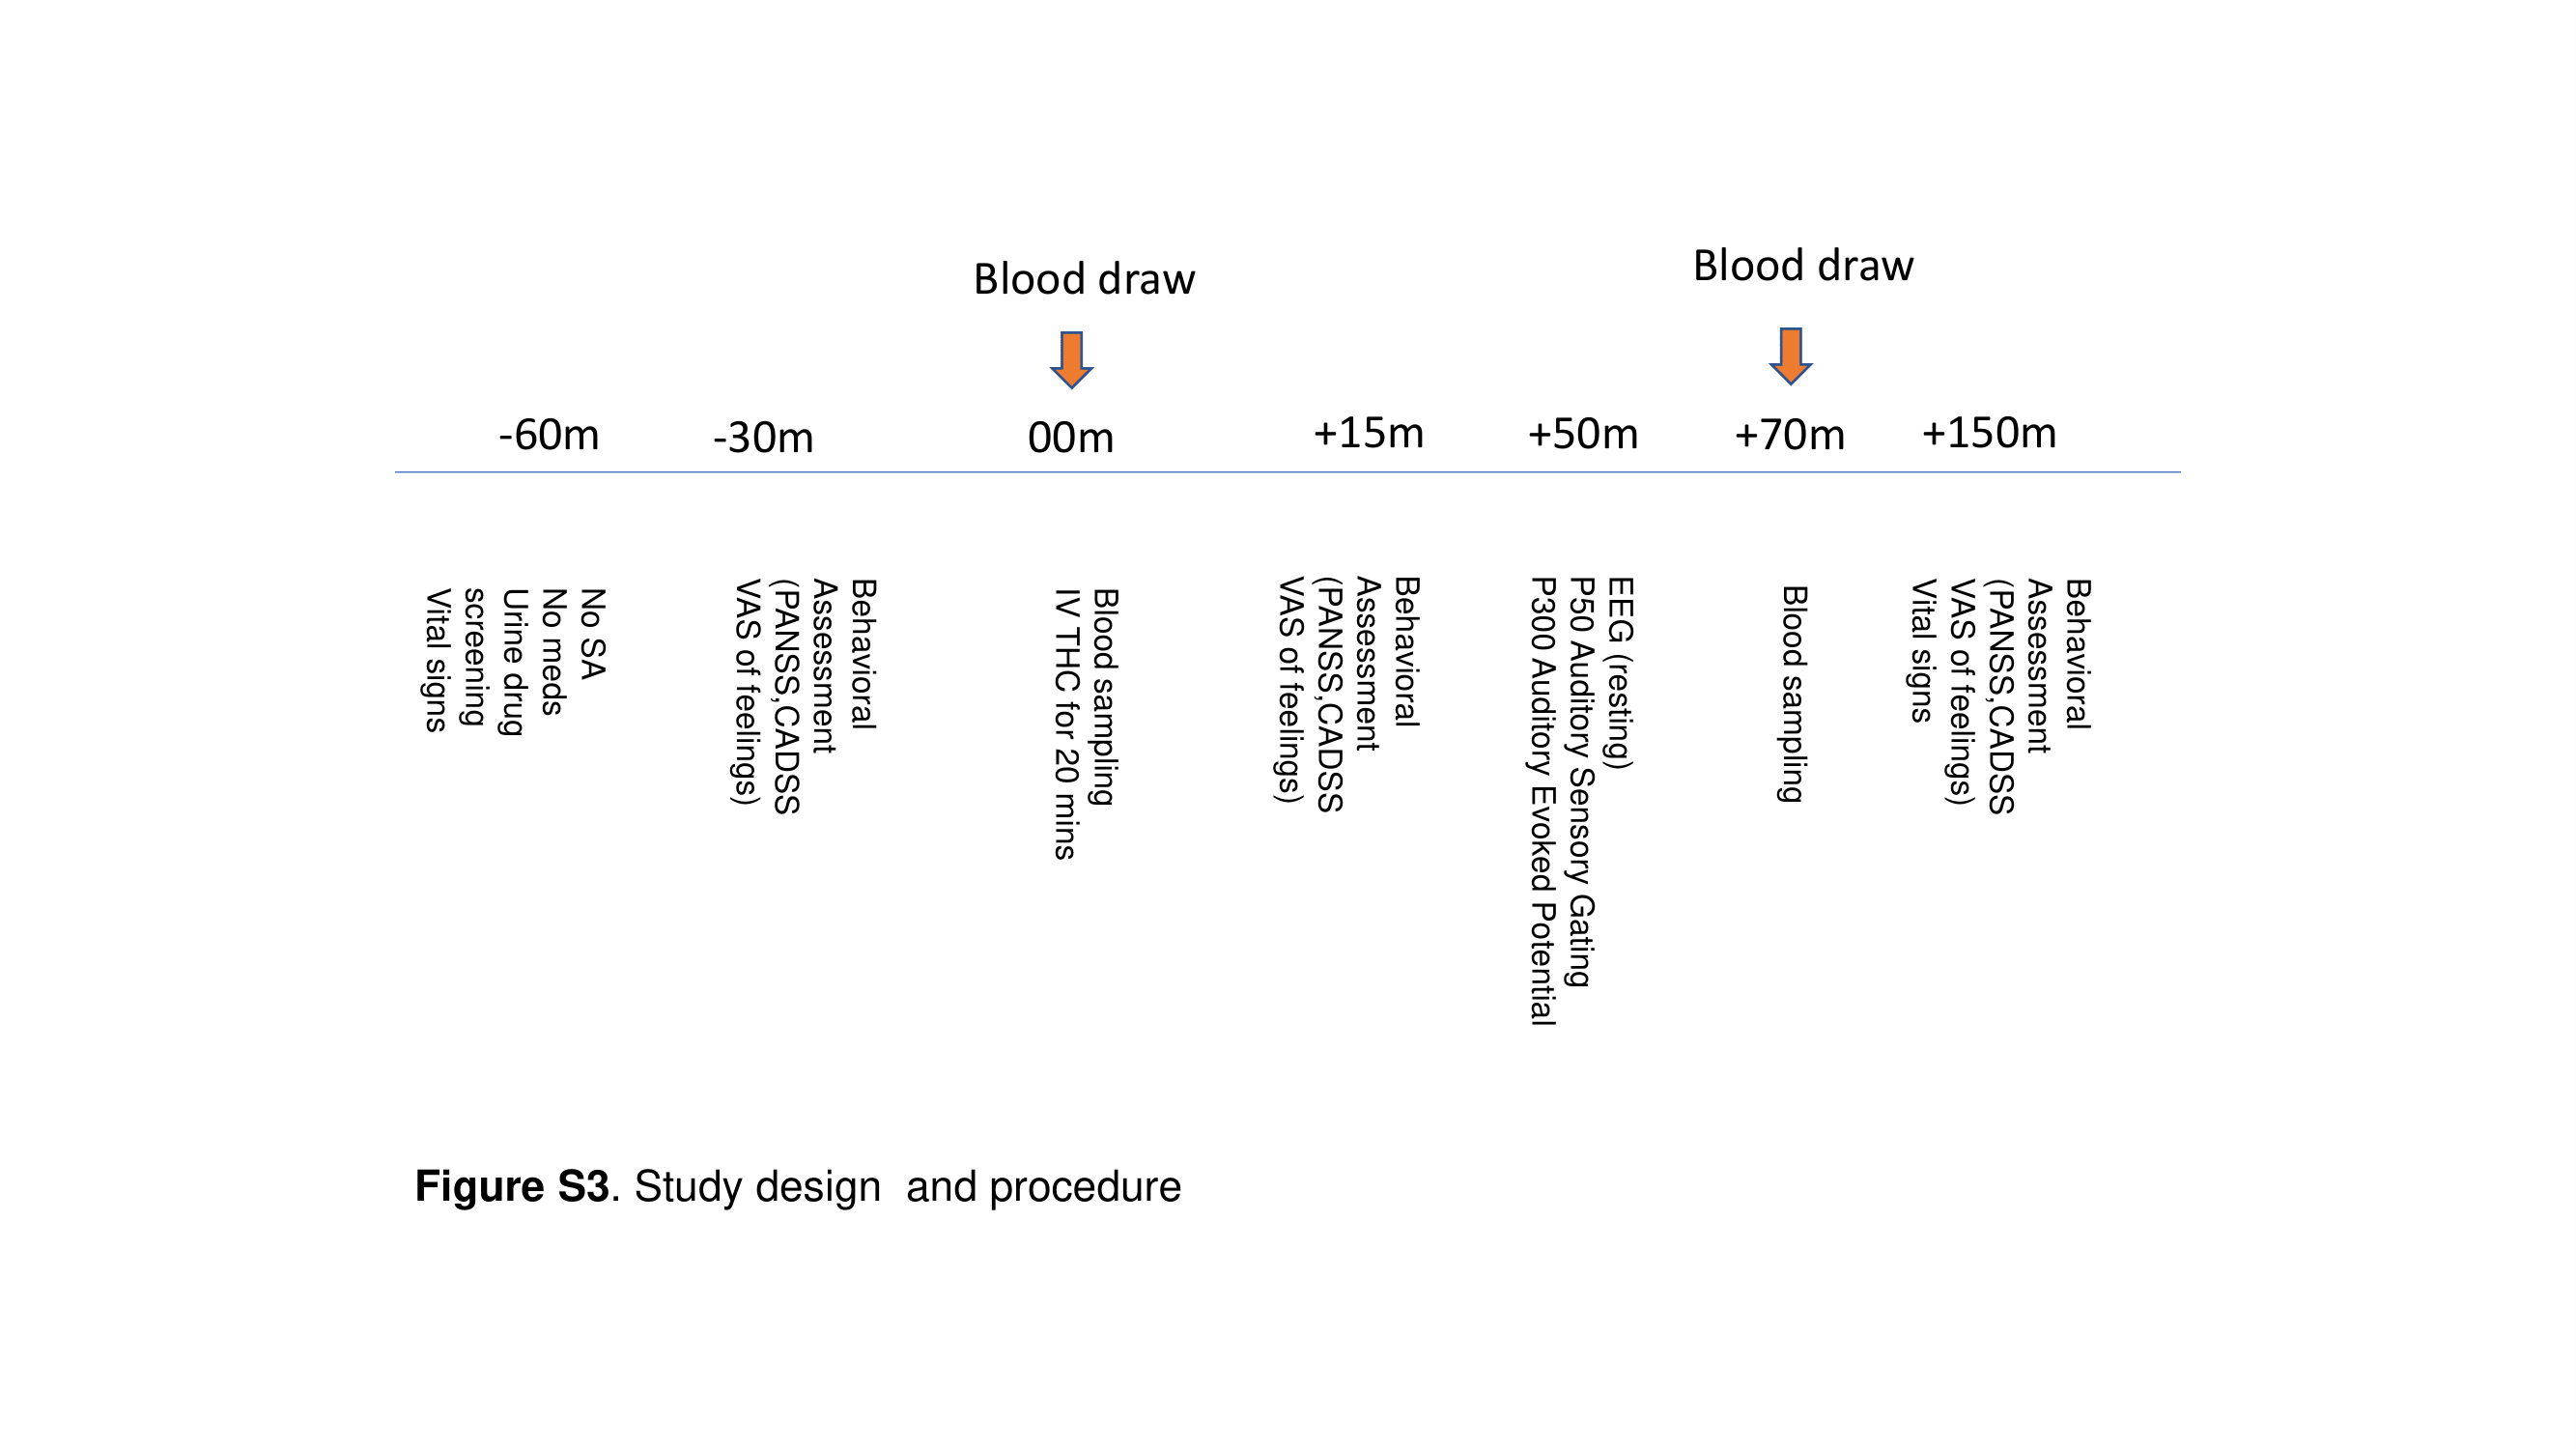 Blood draw
Blood draw
-60m
-30m
00m
+15m
+50m
+70m
+150m
No SA
No meds
Urine drug
screening
Vital signs
Behavioral
Assessment
(PANSS,CADSS
VAS of feelings)
Blood sampling
IV THC for 20 mins
Behavioral
Assessment
(PANSS,CADSS
VAS of feelings)
EEG (resting)
P50 Auditory Sensory Gating
P300 Auditory Evoked Potential
Blood sampling
Behavioral
Assessment
(PANSS,CADSS
VAS of feelings)
Vital signs
Figure S3. Study design  and procedure